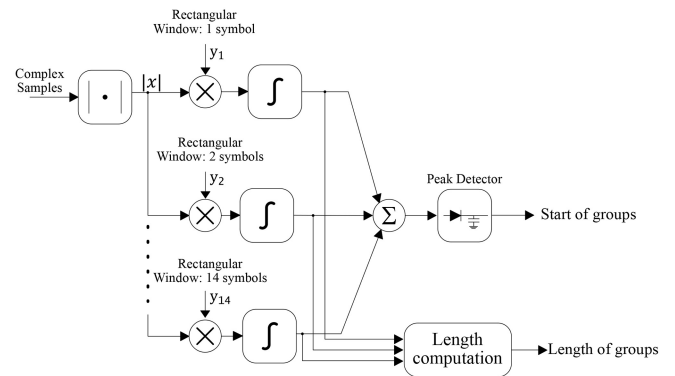 Rectangular
Window: 1 symbol
y1
Complex
Samples
| • |
|x|
∫
Rectangular
Window: 2 symbols
y2
∫
Σ
Peak Detector
Start of groups
Rectangular
Window: 14 symbols
y14
∫
Length
computation
Length of groups